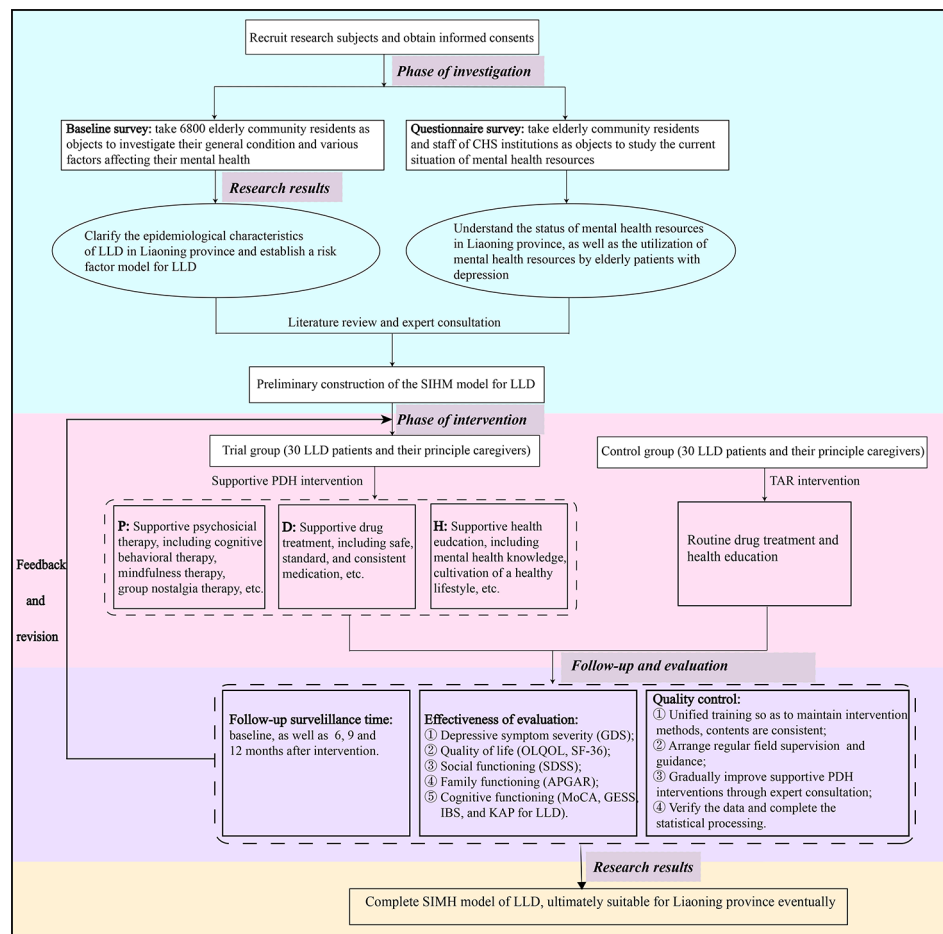 Recruit research subjects and obtain informed consents
Phase of investigation
Baseline survey: take 6800 elderly community residents as
objects to investigate their general condition and various
factors affecting their mental health
Questionnaire survey: take elderly community residents
and staff of CHS institutions as objects to study the current
situation of mental health resources
Research results
Clarify the epidemiological characteristics
of LLD in Liaoning province and establish a risk
factor model for LLD
Understand the status of mental health resources
in Liaoning province, as well as the utilization of
mental health resources by elderly patients with
depression
Literature review and expert consultation
Preliminary construction of the SIHM model for LLD
Phase of intervention
Trial group (30 LLD patients and their principle caregivers)
Control group (30 LLD patients and their principle caregivers)
Supportive PDH intervention
TAR intervention
P: Supportive psychosicial
therapy, including cognitive
behavioral therapy,
mindfulness therapy,
group nostalgia therapy, etc.
D: Supportive drug
treatment, including safe,
standard, and consistent
medication, etc.
H: Supportive health
eudcation, including
mental health knowledge,
cultivation of a healthy
lifestyle, etc.
Routine drug treatment and
health education
Feedback
and
revision
Follow-up and evaluation
Follow-up survelillance time:
baseline, as well as 6, 9 and
12 months after intervention.
Effectiveness of evaluation:
① Depressive symptom severity (GDS);
② Quality of life (OLQOL, SF-36);
③ Social functioning (SDSS);
④ Family functioning (APGAR);
⑤ Cognitive functioning (MoCA, GESS,
IBS, and KAP for LLD).
Quality control:
① Unified training so as to maintain intervention
methods, contents are consistent;
② Arrange regular field supervision and
guidance;
③ Gradually improve supportive PDH
interventions through expert consultation;
④ Verify the data and complete the
statistical processing.
Research results
Complete SIMH model of LLD, ultimately suitable for Liaoning province eventually